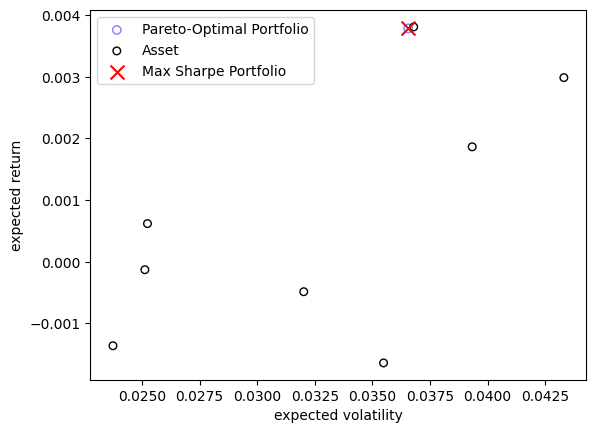 0.004
0.003
0.002
0.001
0.000
−0.001
expected return
Pareto-Optimal Portfolio
Asset
Max Sharpe Portfolio
0.0250 0.0275 0.0300 0.0325 0.0350 0.0375 0.0400 0.0425
expected volatility